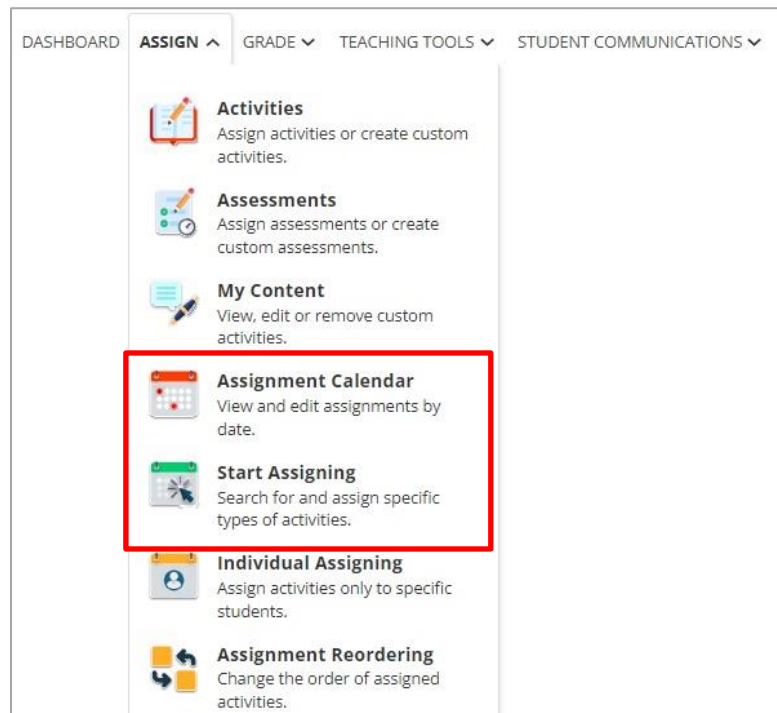 DASHBOARD ASSIGN GRADE TEACHING TOOLS STUDENT COMMUNICATIONS
Activities
Assign activities or create custom
activities.
Assessments
Assign assessments or create
custom assessments.
My Content
View, edit or remove custom
activities.
Assignment Calendar
View and edit assignments by
date.
Start Assigning
Search for and assign specific
types of activities.
Individual Assigning
Assign activities only to specific
students.
Assignment Reordering
Change the order of assigned
activities.